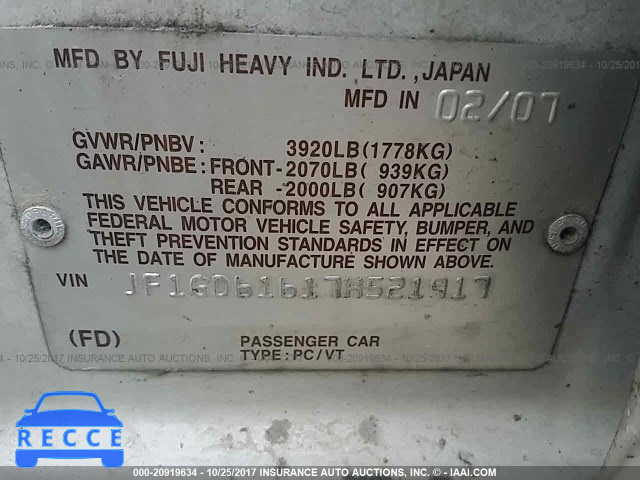 MFD BY FUJI HEAVY IND. LTD.,JAPAN
MFD IN 02/07
GVWR/PNBV: 3920LB(1778KG)
GAWR/PNBE: FRONT-2070LB( 939KG)
REAR -2000LB( 907KG)
THIS VEHICLE CONFORMS TO ALL APPLICABLE
FEDERAL MOTOR VEHICLE SAFETY, BUMPER, AND
THEFT PREVENTION STANDARDS IN EFFECT ON
THE DATE OF MANUFACTURE SHOWN ABOVE.
VIN JF1GD61617H521917
(FD) PASSENGER CAR
TYPE:PC/VT
RECCE
000-20919634 - 10/25/2017 INSURANCE AUTO AUCTIONS, INC. - ©IAAI.COM